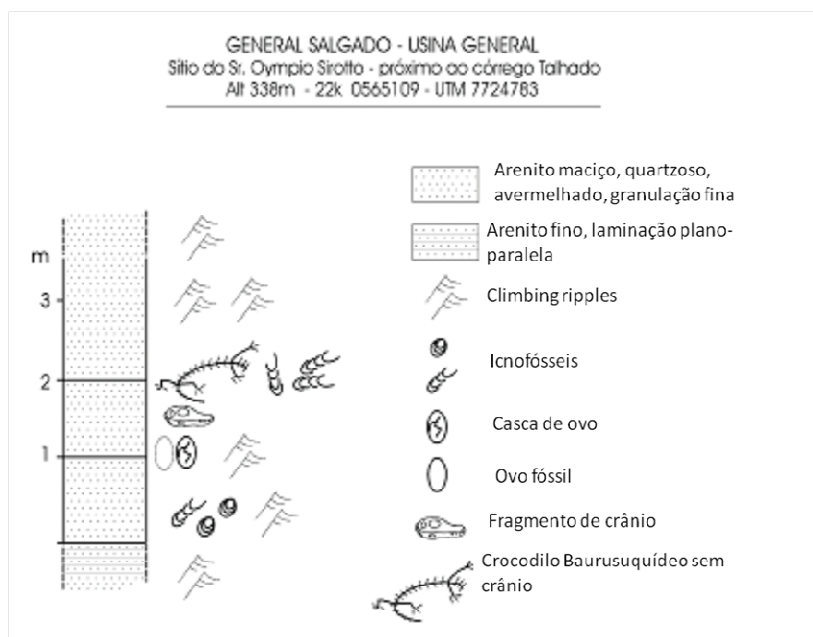 GENERAL SALGADO - USINA GENERAL
Sítio do Sr. Oympio Sirotto - próximo ao córrego Talhado
Alt 338m - 22k 0565109 - UTM 7724783
Arenito maciço, quartzoso,
avermelhado, granulação fina
Arenito fino, laminação plano-
paralela
m
3
Climbing ripples
Icnofósseis
2
Casca de ovo
1
Ovo fóssil
Fragmento de crânio
Crocodilo Baurusuquídeo sem
crânio